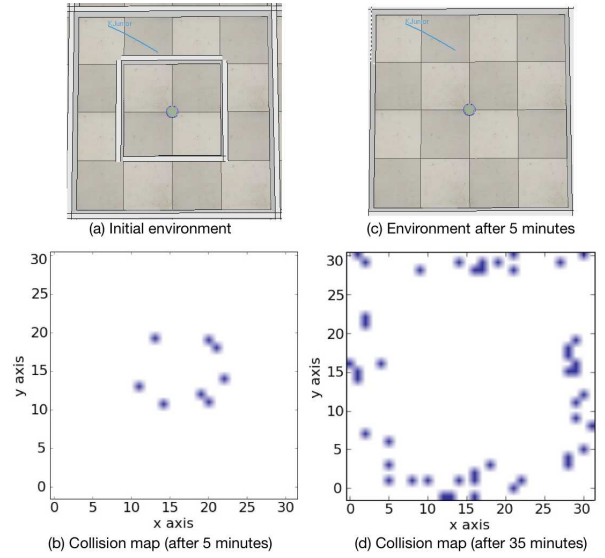 K.Junior
K.Junior
(a) Initial environment
(c) Environment after 5 minutes
30
25
20
15
10
5
0
y axis
0 5 10 15 20 25 30
x axis
(b) Collision map (after 5 minutes)
30
25
20
15
10
5
0
y axis
0 5 10 15 20 25 30
x axis
(d) Collision map (after 35 minutes)